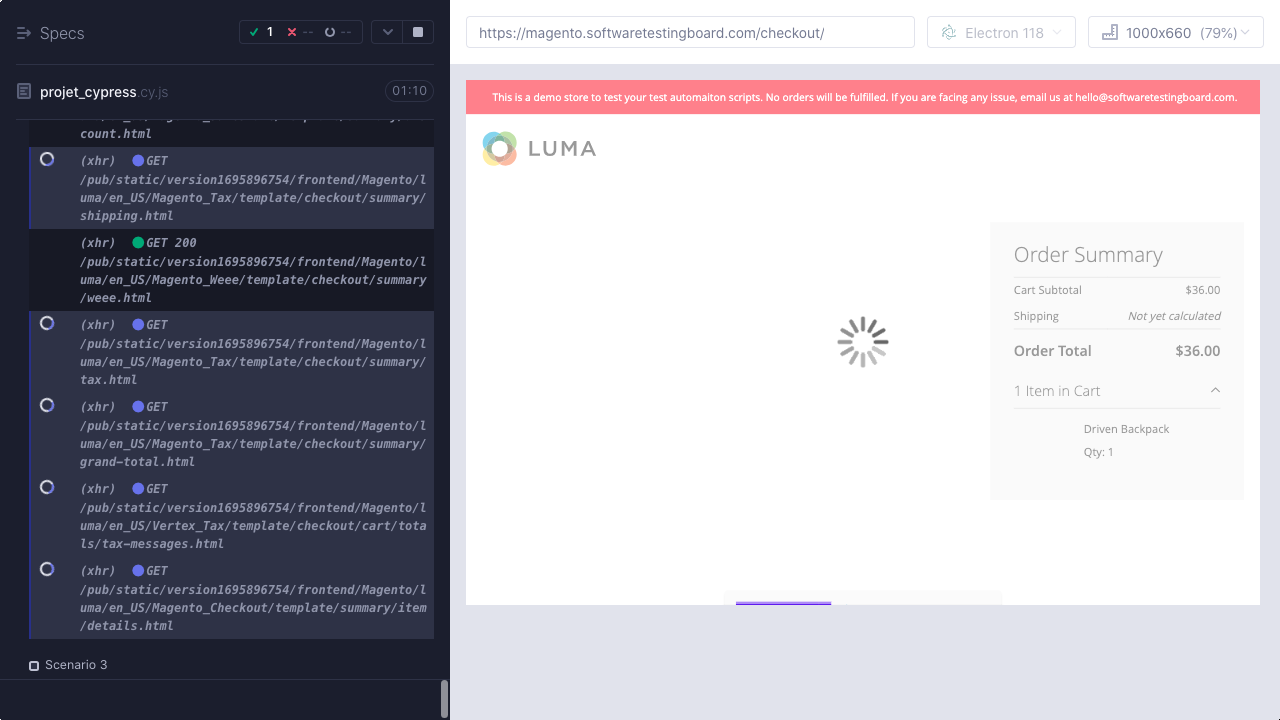 Specs
1
--
--
projet_cypress.cy.js
01:10
count.html
(xhr) GET
/pub/static/version1695896754/frontend/Magento/l
uma/en_US/Magento_Tax/template/checkout/summary/
shipping.html
(xhr) GET 200
/pub/static/version1695896754/frontend/Magento/l
uma/en_US/Magento_Weee/template/checkout/summary
/weee.html
(xhr) GET
/pub/static/version1695896754/frontend/Magento/l
uma/en_US/Magento_Tax/template/checkout/summary/
tax.html
(xhr) GET
/pub/static/version1695896754/frontend/Magento/l
uma/en_US/Magento_Tax/template/checkout/summary/
grand-total.html
(xhr) GET
/pub/static/version1695896754/frontend/Magento/l
uma/en_US/Vertex_Tax/template/checkout/cart/tota
ls/tax-messages.html
(xhr) GET
/pub/static/version1695896754/frontend/Magento/l
uma/en_US/Magento_Checkout/template/summary/item
/details.html
Scenario 3
https://magento.softwaretestingboard.com/checkout/
Electron 118
1000x660 (79%)
This is a demo store to test your test automaiton scripts. No orders will be fulfilled. If you are facing any issue, email us at hello@softwaretestingboard.com.
LUMA
Order Summary
Cart Subtotal $36.00
Shipping Not yet calculated
Order Total $36.00
1 Item in Cart
Driven Backpack
Qty: 1